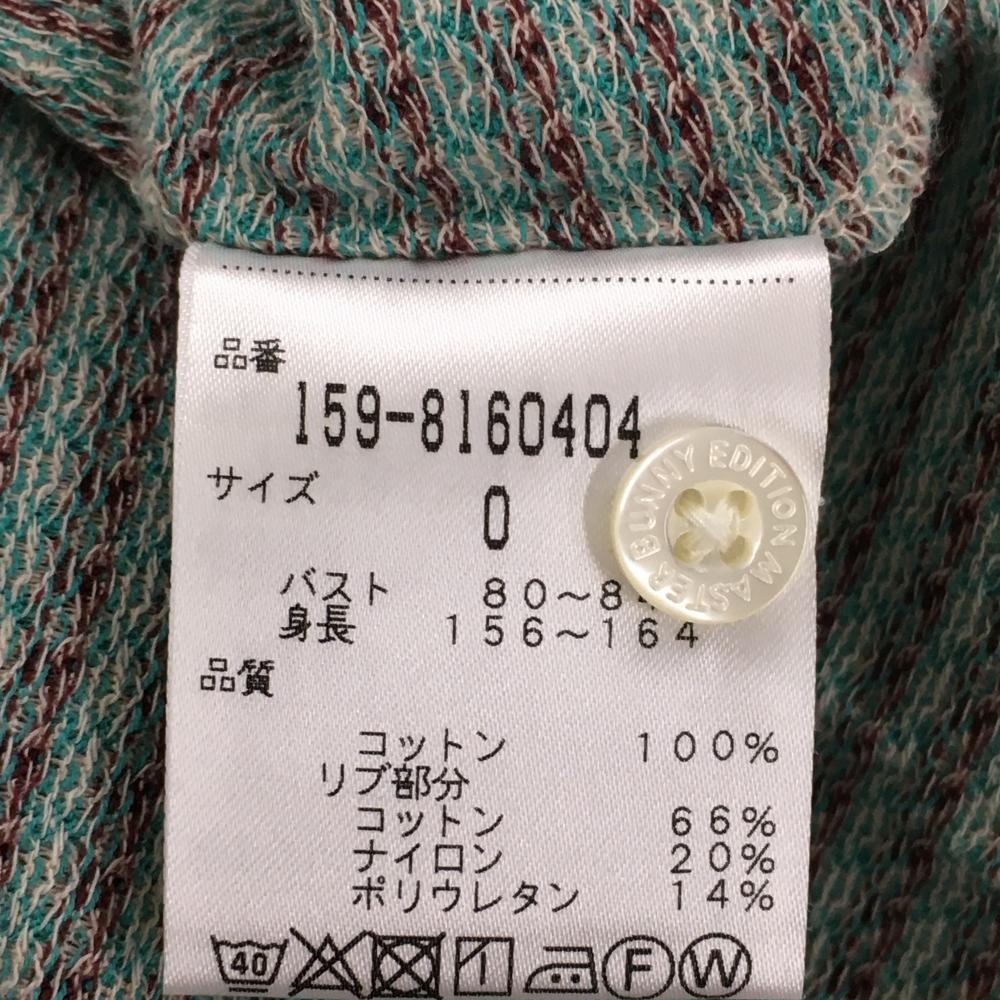 品番
159-8160404
サイズ
0
バスト 80~8
身長 156~164
品質
コットン 100%
リブ部分
コットン 66%
ナイロン 20%
ポリウレタン 14%
40 F W
MASTER BUNNY EDITION